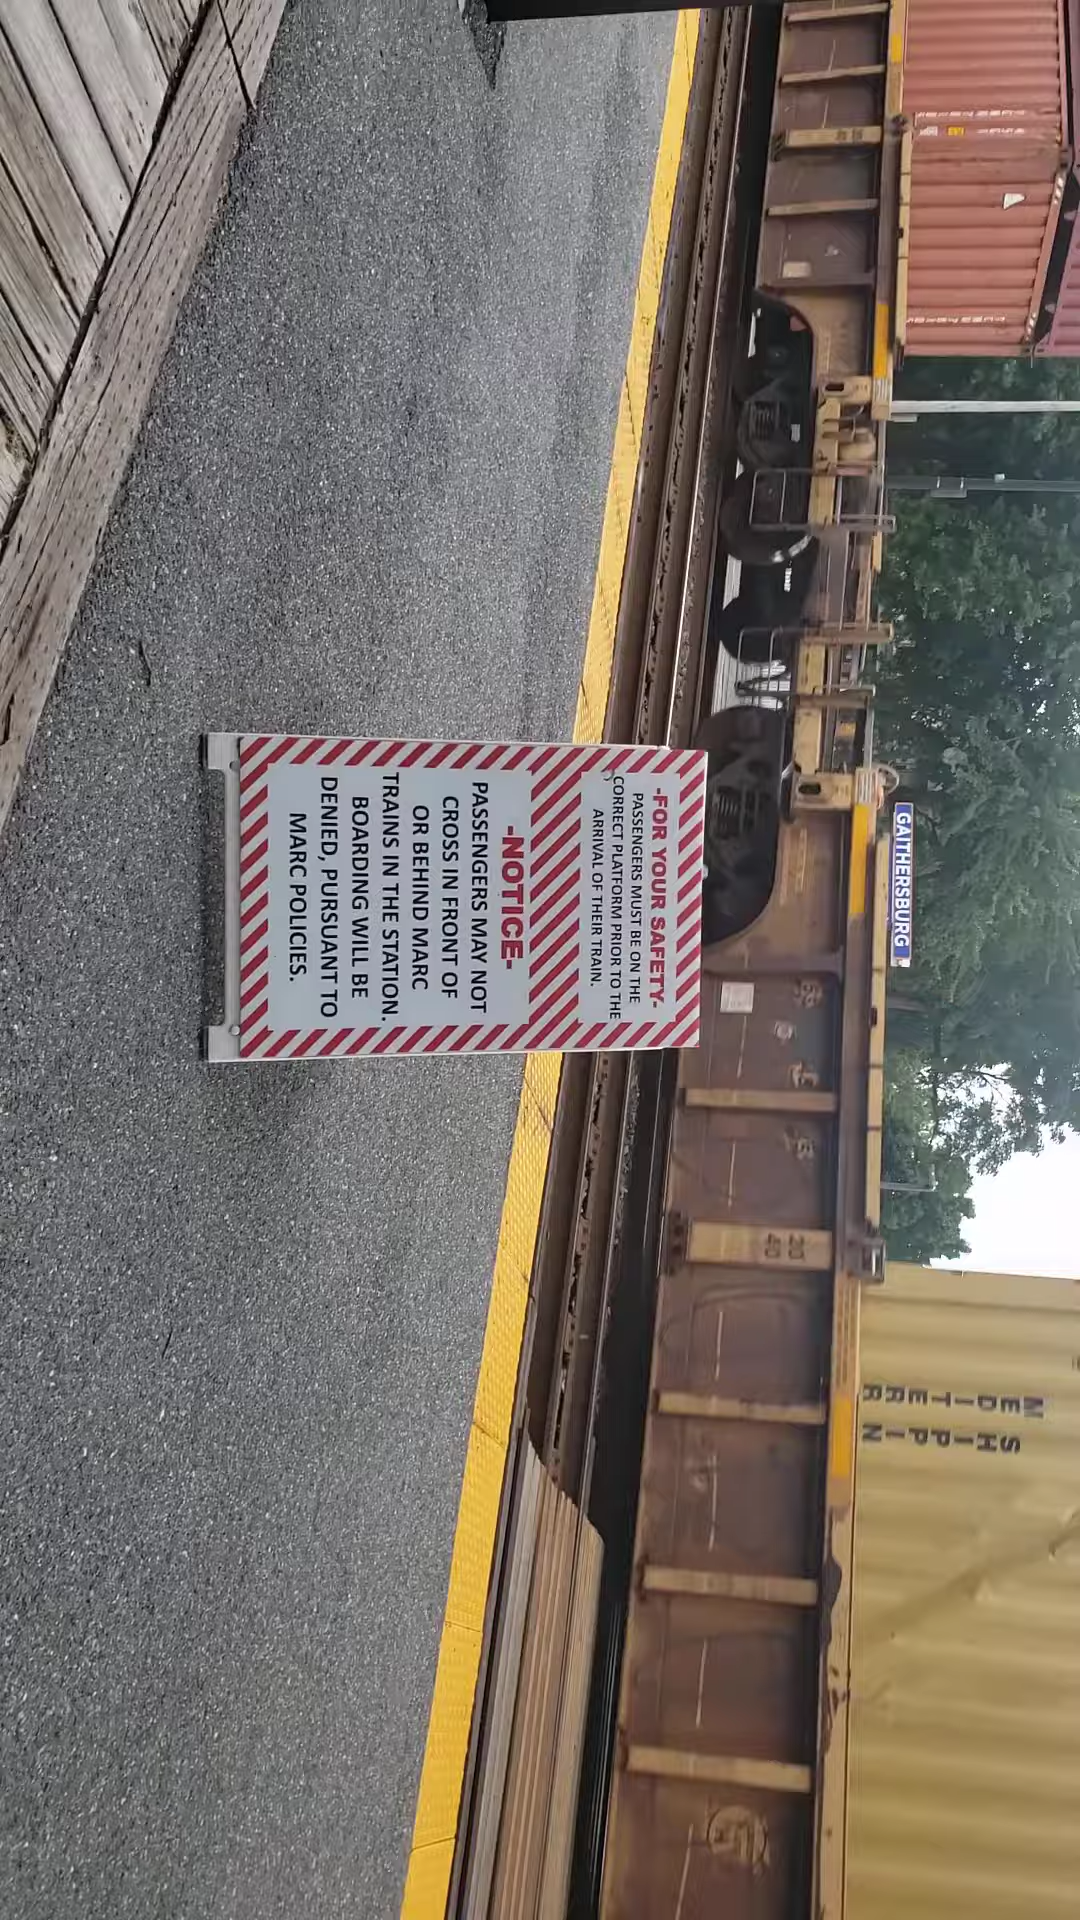 -FOR YOUR SAFETY-
PASSENGERS MUST BE ON THE
CORRECT PLATFORM PRIOR TO THE
ARRIVAL OF THEIR TRAIN.
-NOTICE-
PASSENGERS MAY NOT
CROSS IN FRONT OF
OR BEHIND MARC
TRAINS IN THE STATION.
BOARDING WILL BE
DENIED, PURSUANT TO
MARC POLICIES.
GAITHERSBURG
20
40